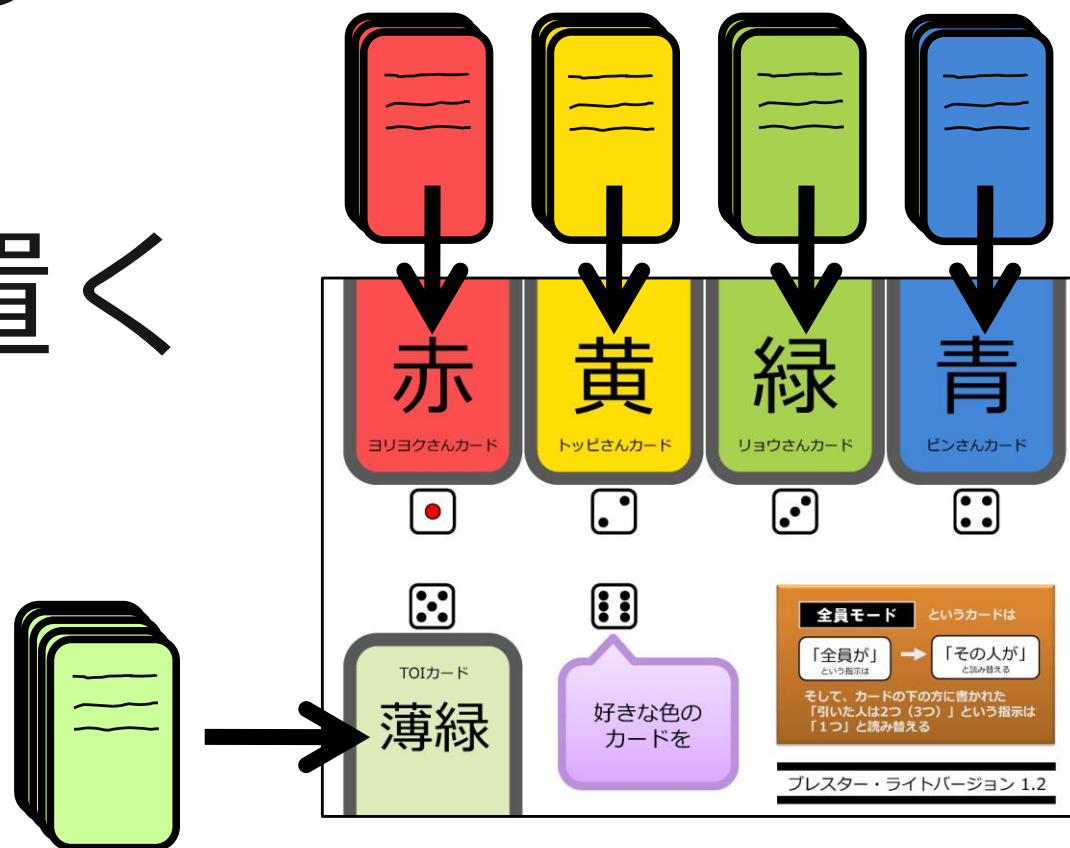 置く
赤
黄
緑
青
ヨリヨクさんカード
トッピさんカード
リョウさんカード
ピンさんカード
TOIカード
薄緑
好きな色の
カードを
全員モード というカードは
「全員が」
という指示は
「その人が」
と読み替える
そして、カードの下の方に書かれた
「引いた人は2つ(3つ)」という指示は
「1つ」と読み替える
ブレスター・ライトバージョン 1.2